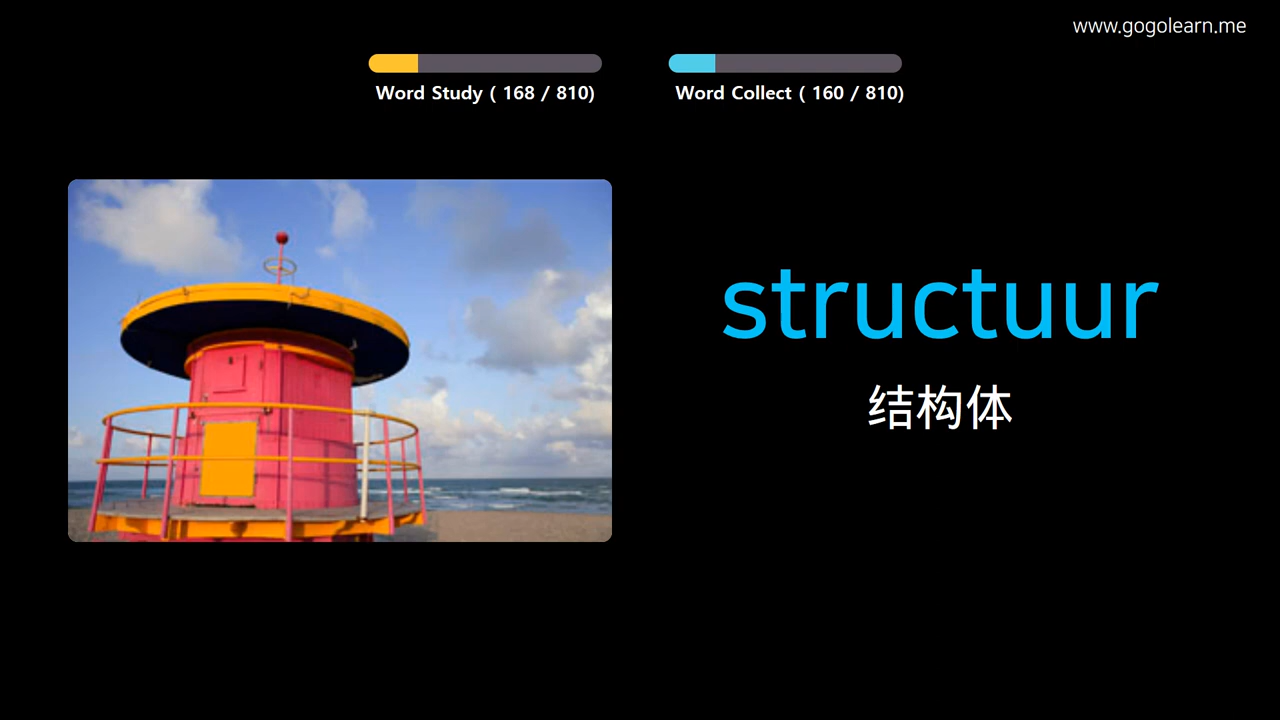 www.gogolearn.me
Word Study ( 168 / 810)
Word Collect ( 160 / 810)
structuur
结构体